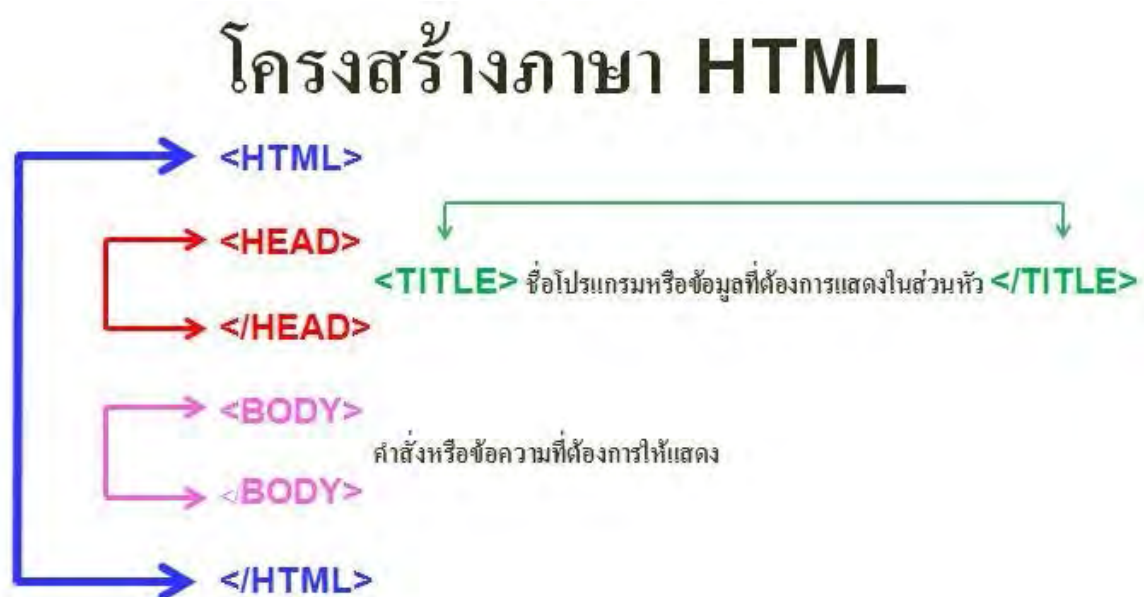 โครงสร้างภาษา HTML
<HTML>
<HEAD>
<TITLE> ชื่อโปรแกรมหรือข้อมูลที่ต้องการแสดงในส่วนหัว </TITLE>
</HEAD>
<BODY>
คำสั่งหรือข้อความที่ต้องการให้แสดง
</BODY>
</HTML>